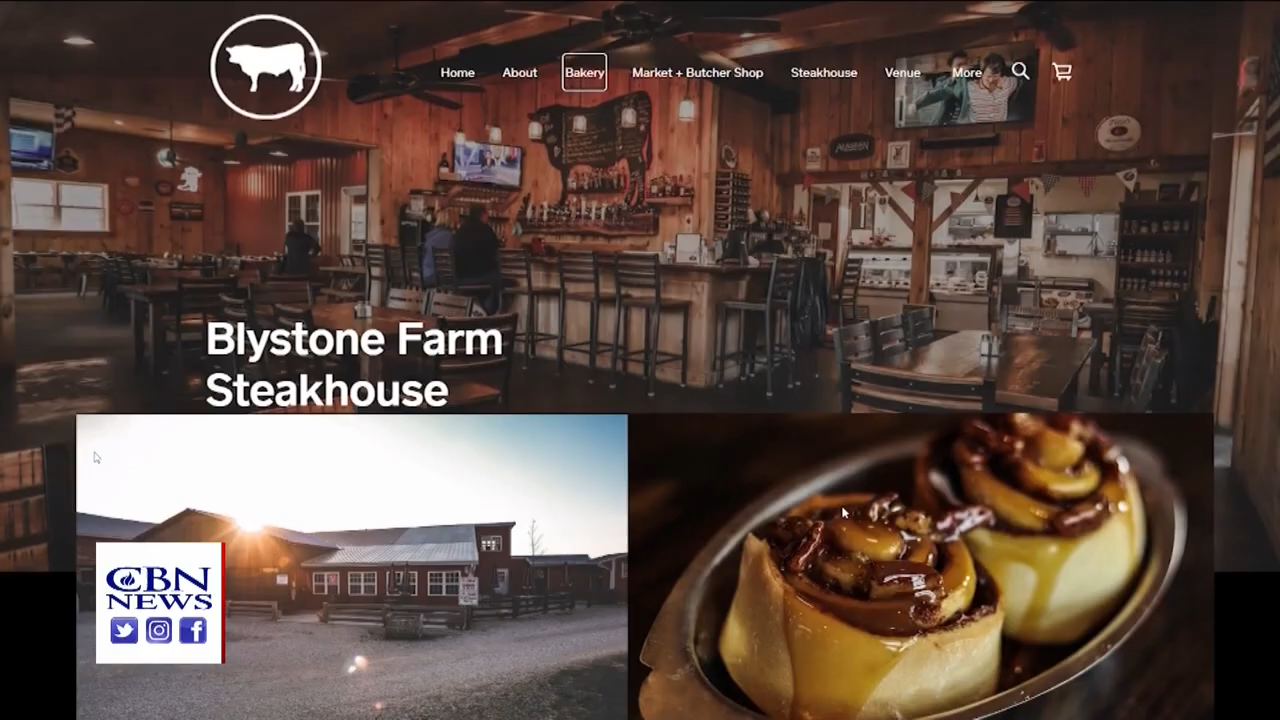 Home About Bakery Market + Butcher Shop Steakhouse Venue More
Blystone Farm
Steakhouse
CBN
NEWS